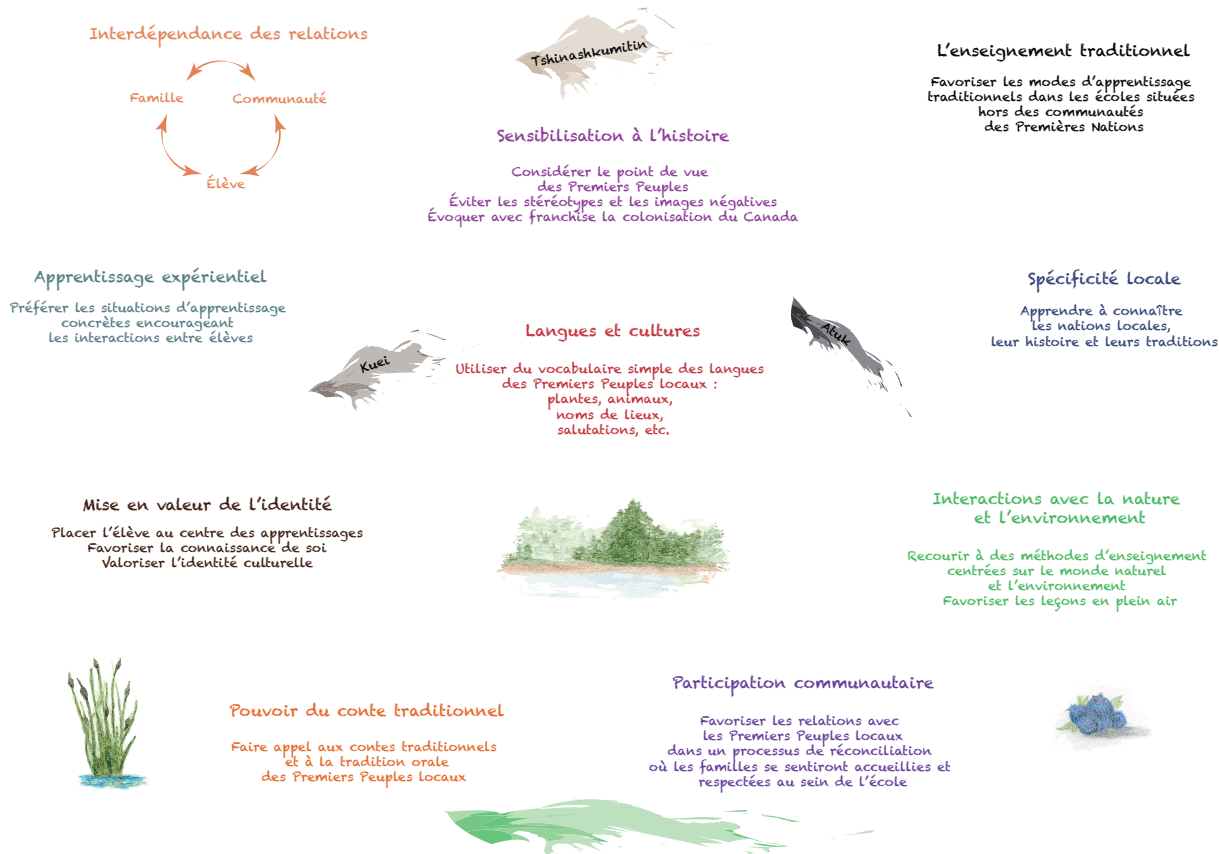 Interdépendance des relations
Famille
Communauté
Élève
Tshinashkumitin
Sensibilisation à l'histoire
Considérer le point de vue
des Premiers Peuples
Éviter les stéréotypes et les images négatives
Évoquer avec franchise la colonisation du Canada
L'enseignement traditionnel
Favoriser les modes d'apprentissage
traditionnels dans les écoles situées
hors des communautés
des Premières Nations
Apprentissage expérientiel
Préférer les situations d'apprentissage
concrètes encourageant
les interactions entre élèves
Kuei
Langues et cultures
Utiliser du vocabulaire simple des langues
des Premiers Peuples locaux :
plantes, animaux,
noms de lieux,
salutations, etc.
Atuk
Spécificité locale
Apprendre à connaître
les nations locales,
leur histoire et leurs traditions
Mise en valeur de l'identité
Placer l'élève au centre des apprentissages
Favoriser la connaissance de soi
Valoriser l'identité culturelle
Interactions avec la nature
et l'environnement
Recourir à des méthodes d'enseignement
centrées sur le monde naturel
et l'environnement
Favoriser les leçons en plein air
Pouvoir du conte traditionnel
Faire appel aux contes traditionnels
et à la tradition orale
des Premiers Peuples locaux
Participation communautaire
Favoriser les relations avec
les Premiers Peuples locaux
dans un processus de réconciliation
où les familles se sentiront accueillies et
respectées au sein de l'école